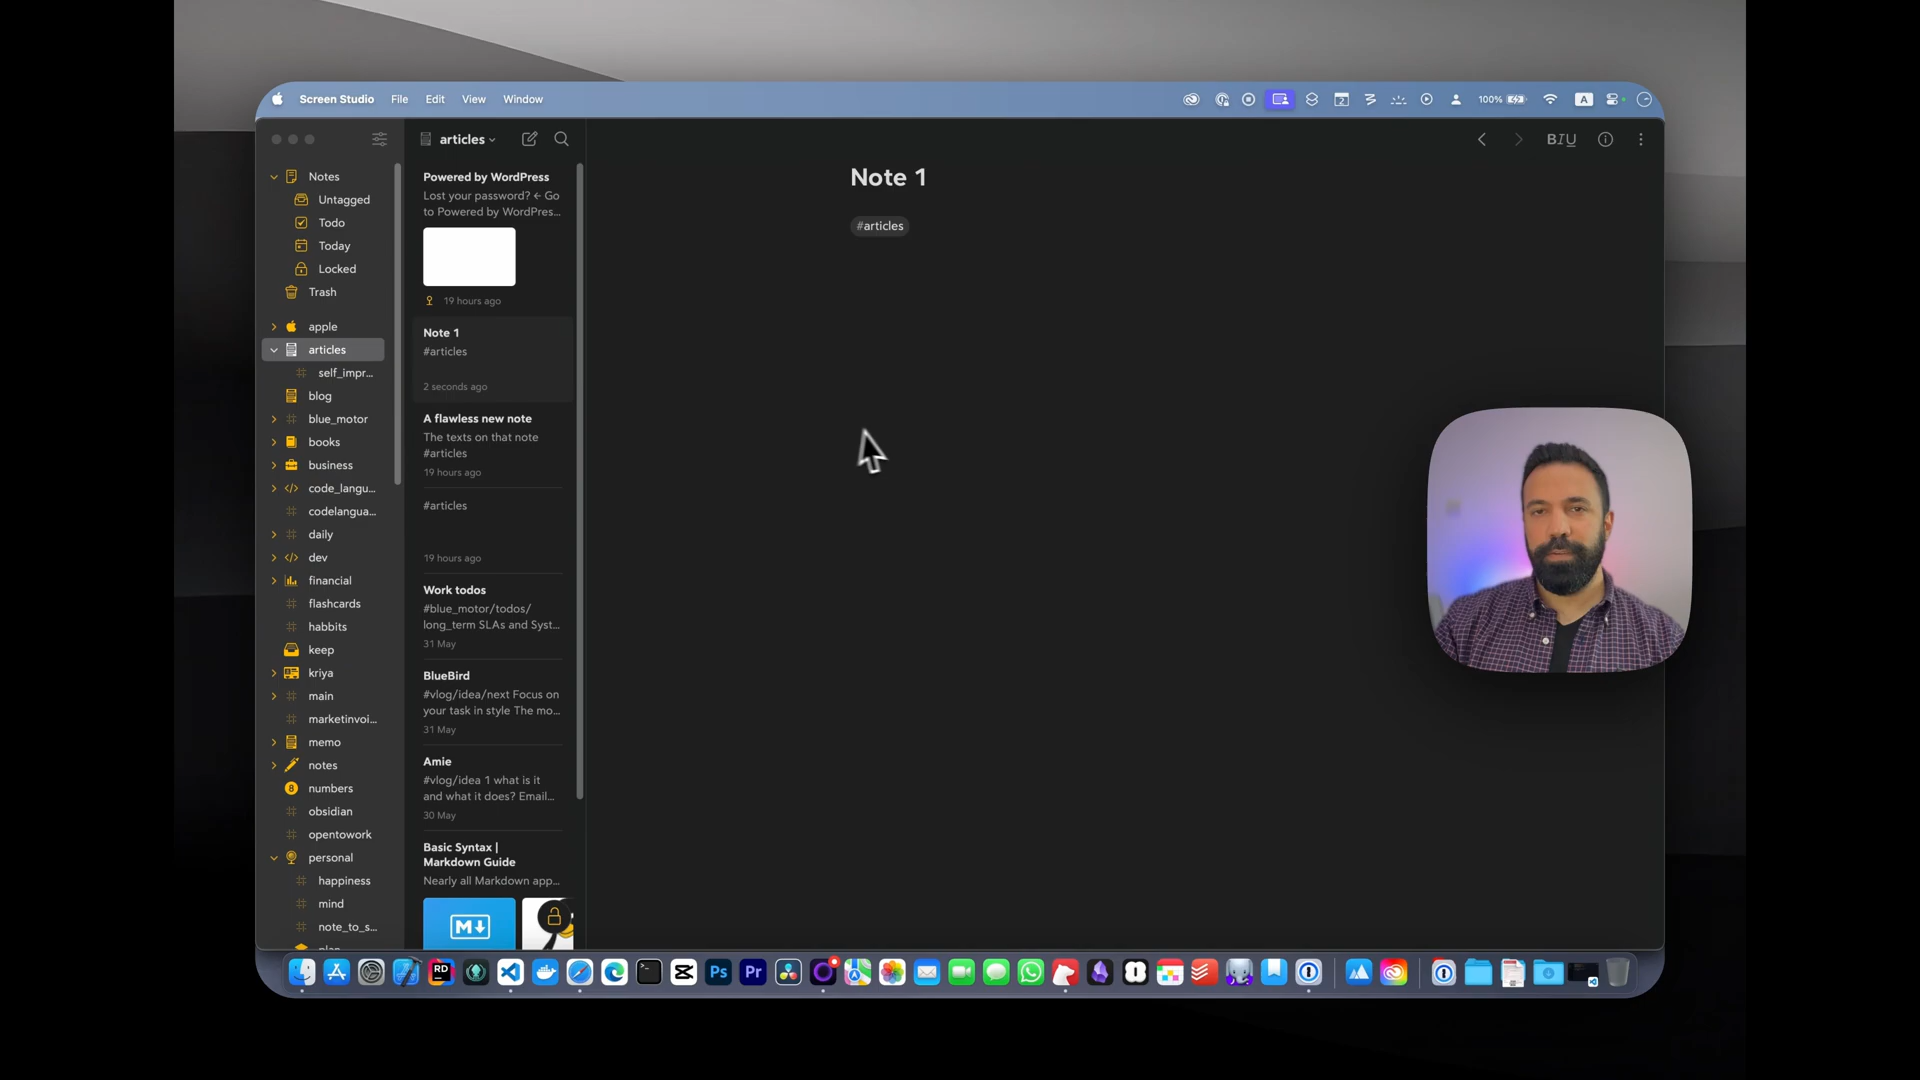 Screen Studio File Edit View Window
2
100%
A
articles
BIU
Notes
Untagged
Todo
Today
Locked
Trash
apple
articles
self_impr...
blog
blue_motor
books
business
code_langu...
codelangua...
daily
dev
financial
flashcards
habbits
keep
kriya
main
marketinvoi...
memo
notes
8 numbers
obsidian
opentowork
personal
happiness
mind
note_to_s...
Powered by WordPress
Lost your password? ← Go
to Powered by WordPres...
19 hours ago
Note 1
#articles
2 seconds ago
A flawless new note
The texts on that note
#articles
19 hours ago
#articles
19 hours ago
Work todos
#blue_motor/todos/
long_term SLAs and Syst...
31 May
BlueBird
#vlog/idea/next Focus on
your task in style The mo...
31 May
Amie
#vlog/idea 1 what is it
and what it does? Email...
30 May
Basic Syntax |
Markdown Guide
Nearly all Markdown app...
M
Note 1
#articles
RD
Ps
Pr